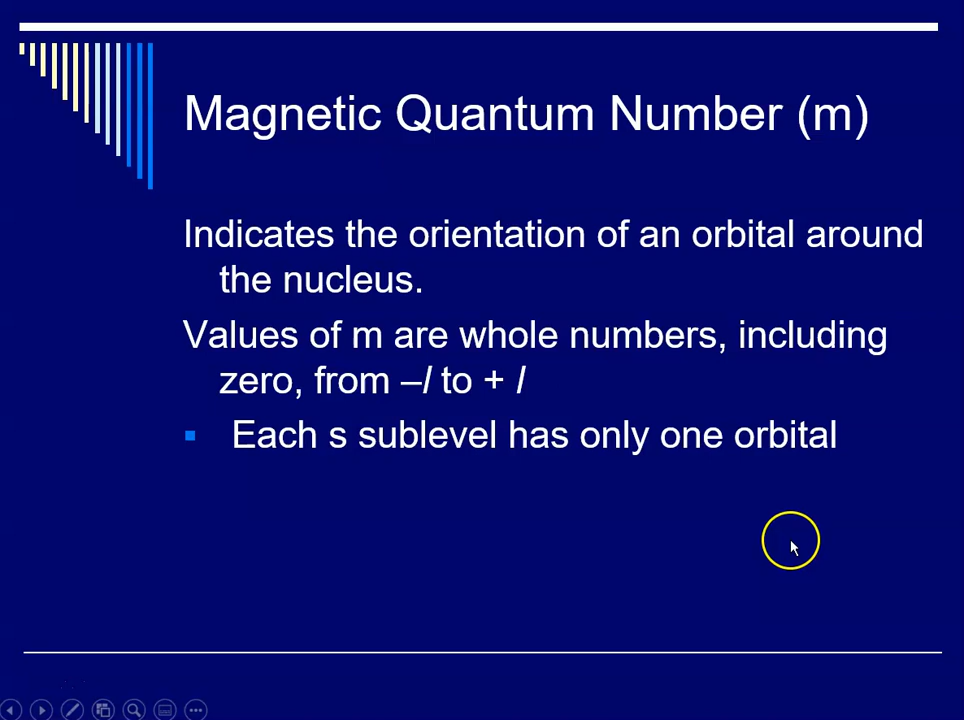 Magnetic Quantum Number (m)
Indicates the orientation of an orbital around
the nucleus.
Values of m are whole numbers, including
zero, from –l to + l
▪ Each s sublevel has only one orbital